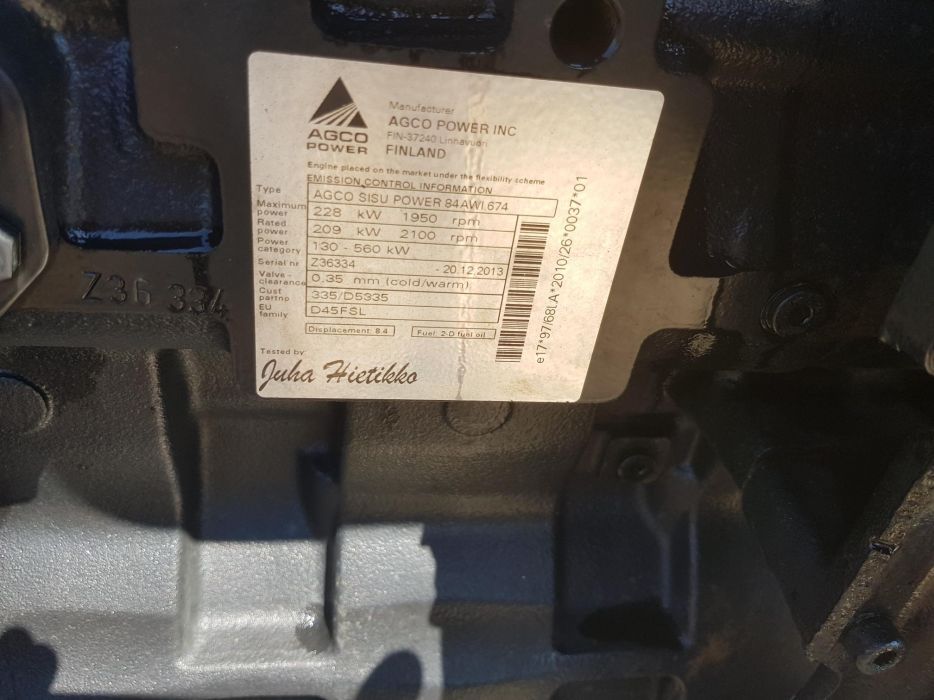 AGCO
POWER
Manufacturer
AGCO POWER INC
FIN-37240 Linnavuori
FINLAND
Engine placed on the market under the flexibility scheme
EMISSION CONTROL INFORMATION
Type AGCO SISU POWER 84AWI.674
Maximum power 228 kW 1950 rpm
Rated power 209 kW 2100 rpm
Power category 130 - 560 kW
Serial nr Z36334 - 20.12.2013
Valve - clearance 0.35 mm (cold/warm)
Cust partno 335/D5335
EU family D45FSL
Displacement: 8.4 Fuel: 2-D fuel oil
Tested by
Juha Hietikko
e17*97/68LA*2010/26*0037*01
Z36 334